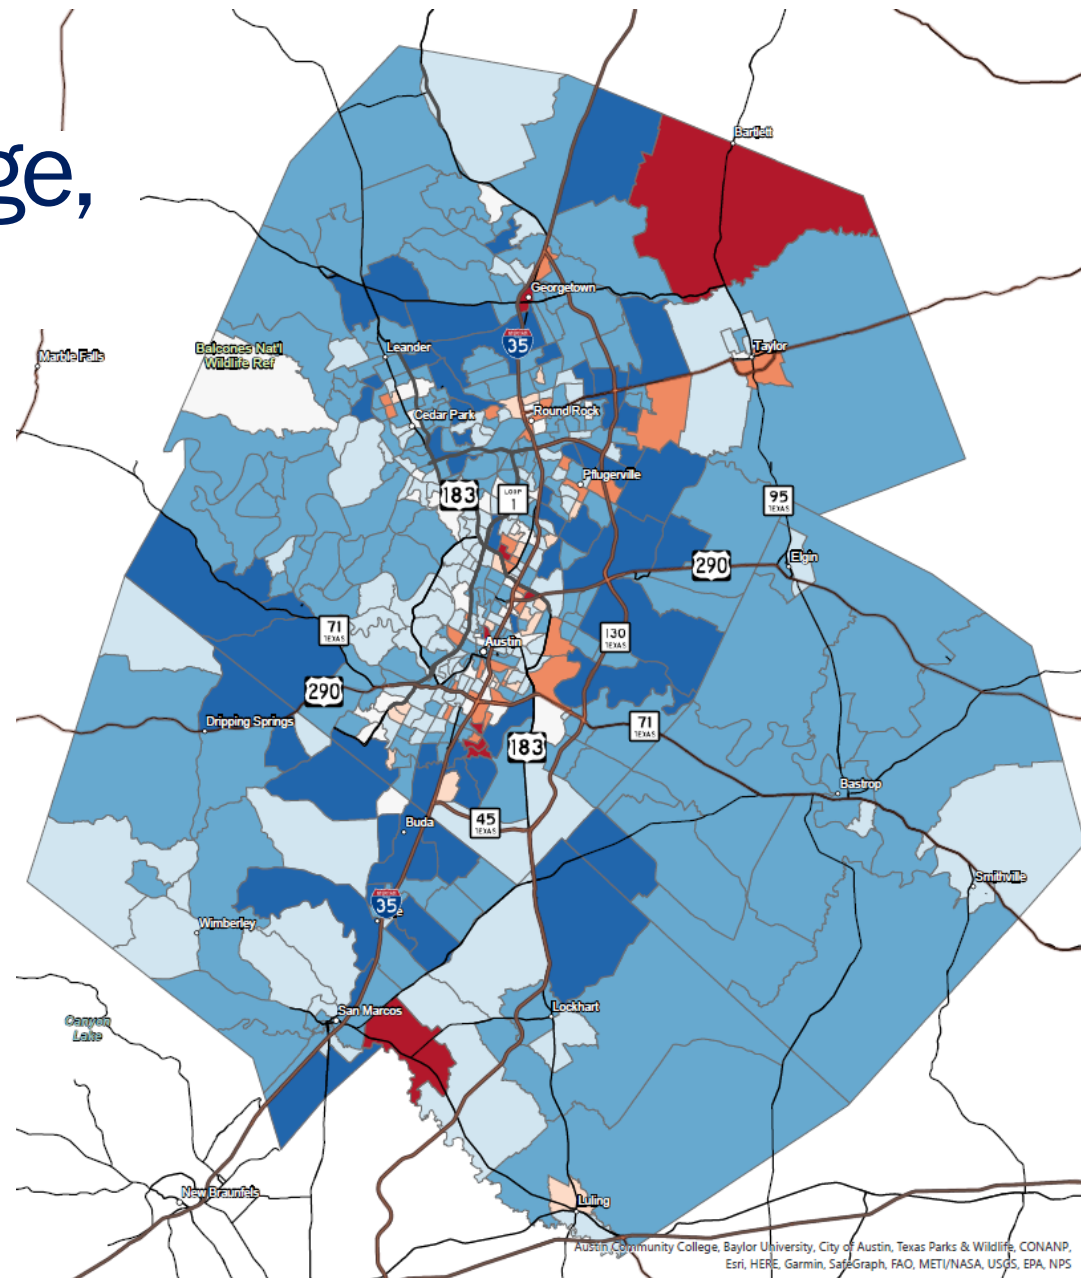 ge,
Bartlett
Georgetown
INTERSTATE
35
Marble Falls
Balcones Nat'l
Wildlife Ref
Leander
Taylor
Cedar Park
Round Rock
Pflugerville
183
LOOP
1
95
TEXAS
290
Elgin
71
TEXAS
Austin
130
TEXAS
290
Dripping Springs
71
TEXAS
183
Bastrop
45
TEXAS
Buda
Smithville
35
e
Wimberley
San Marcos
Lockhart
Canyon
Lake
New Braunfels
Luling
Austin Community College, Baylor University, City of Austin, Texas Parks & Wildlife, CONANP,
Esri, HERE, Garmin, SafeGraph, FAO, METI/NASA, USGS, EPA, NPS